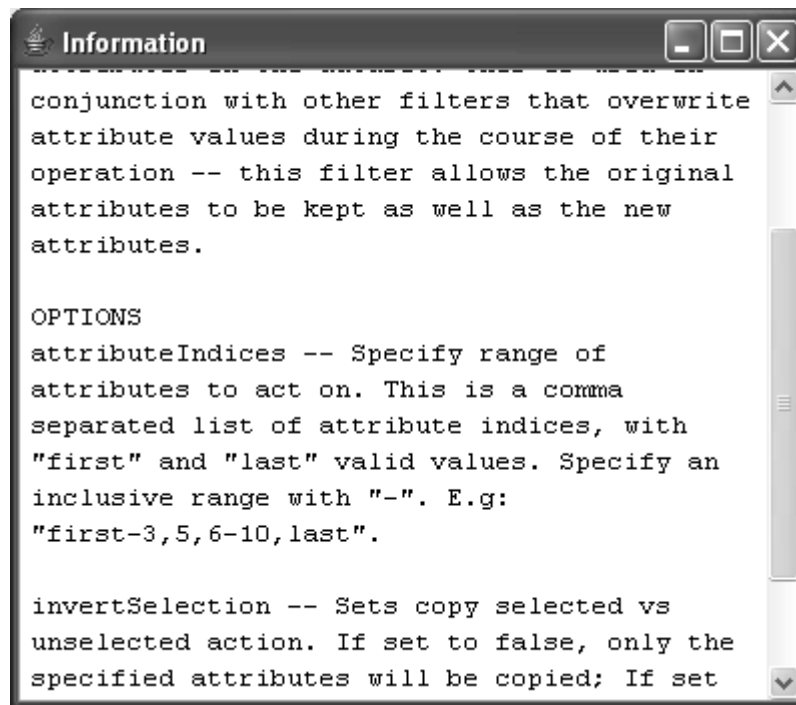 Information
conjunction with other filters that overwrite
attribute values during the course of their
operation -- this filter allows the original
attributes to be kept as well as the new
attributes.
OPTIONS
attributeIndices -- Specify range of
attributes to act on. This is a comma
separated list of attribute indices, with
"first" and "last" valid values. Specify an
inclusive range with "-". E.g:
"first-3,5,6-10,last".
invertSelection -- Sets copy selected vs
unselected action. If set to false, only the
specified attributes will be copied; If set